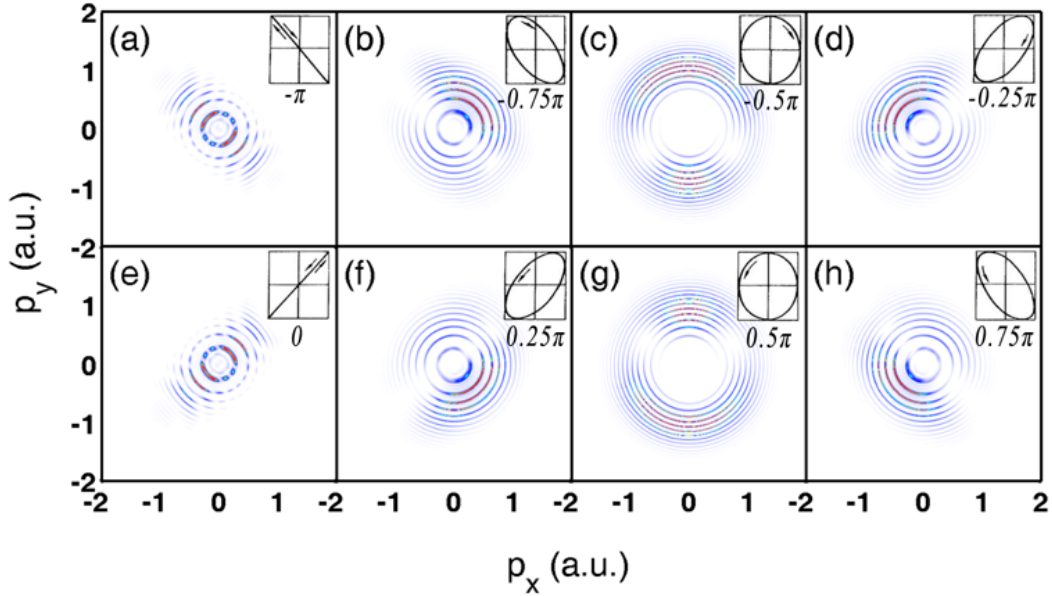 2
(a)
-π
(b)
-0.75π
(c)
-0.5π
(d)
-0.25π
1
0
-1
-2
(e)
0
(f)
0.25π
(g)
0.5π
(h)
0.75π
1
0
-1
-2
p_y (a.u.)
-2 -1 0 1 -2 -1 0 1 -2 -1 0 1 -2 -1 0 1 2
p_x (a.u.)